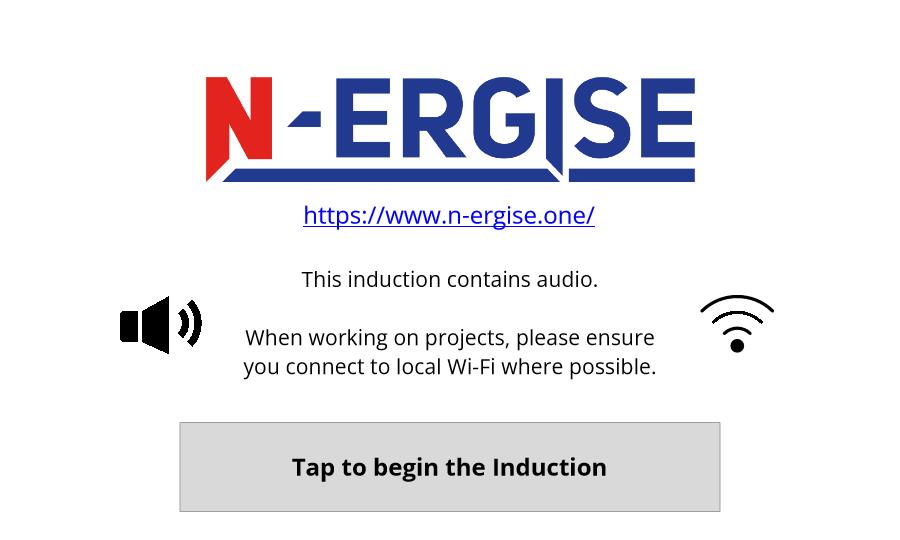 N-ERGISE
https://www.n-ergise.one/
This induction contains audio.
When working on projects, please ensure
you connect to local Wi-Fi where possible.
Tap to begin the Induction